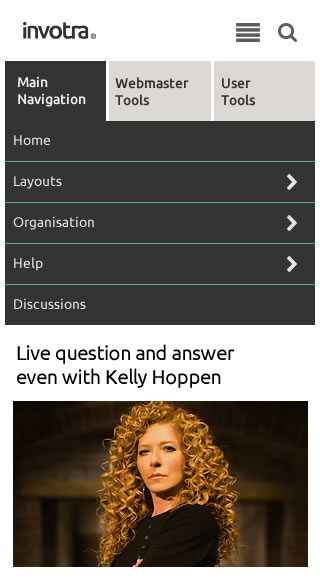 invotra®
Main
Navigation
Webmaster
Tools
User
Tools
Home
Layouts
Organisation
Help
Discussions
Live question and answer
even with Kelly Hoppen